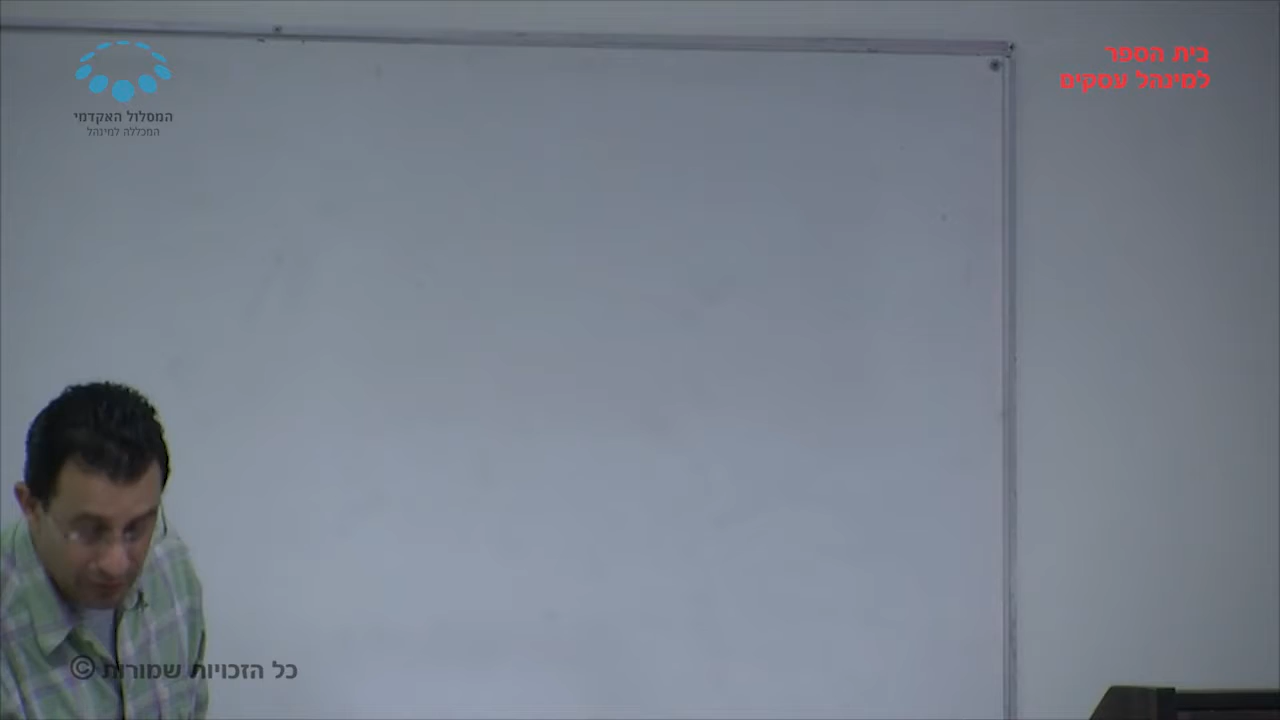 בית הספר
למינהל עסקים
המסלול האקדמי
המכללה למינהל
כל הזכויות שמורות ©